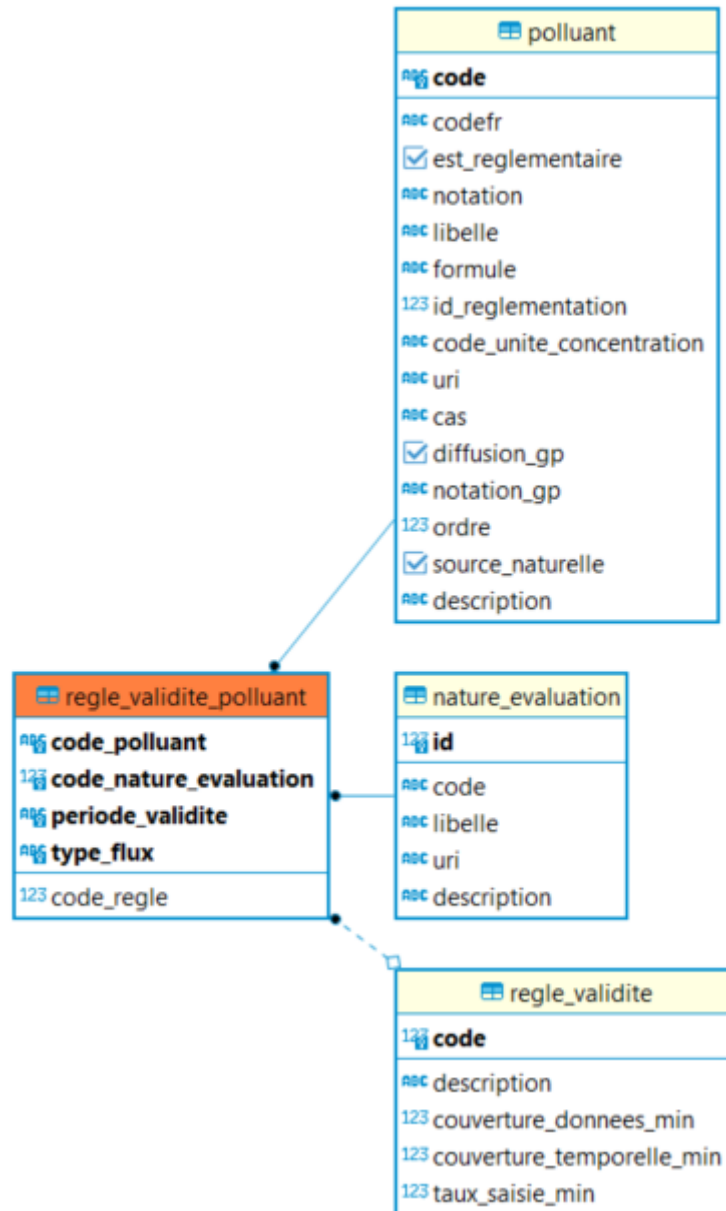 polluant
code
codefr
est_reglementaire
notation
libelle
formule
id_reglementation
code_unite_concentration
uri
cas
diffusion_gp
notation_gp
ordre
source_naturelle
description
regle_validite_polluant
code_polluant
code_nature_evaluation
periode_validite
type_flux
code_regle
nature_evaluation
id
code
libelle
uri
description
regle_validite
code
description
couverture_donnees_min
couverture_temporelle_min
taux_saisie_min